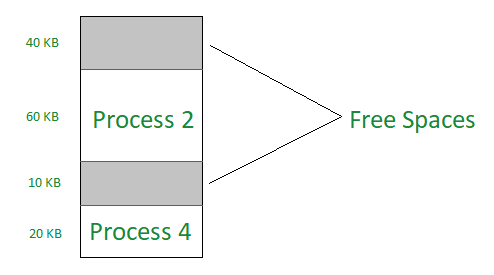 40 KB
60 KB
Process 2
Free Spaces
10 KB
20 KB
Process 4